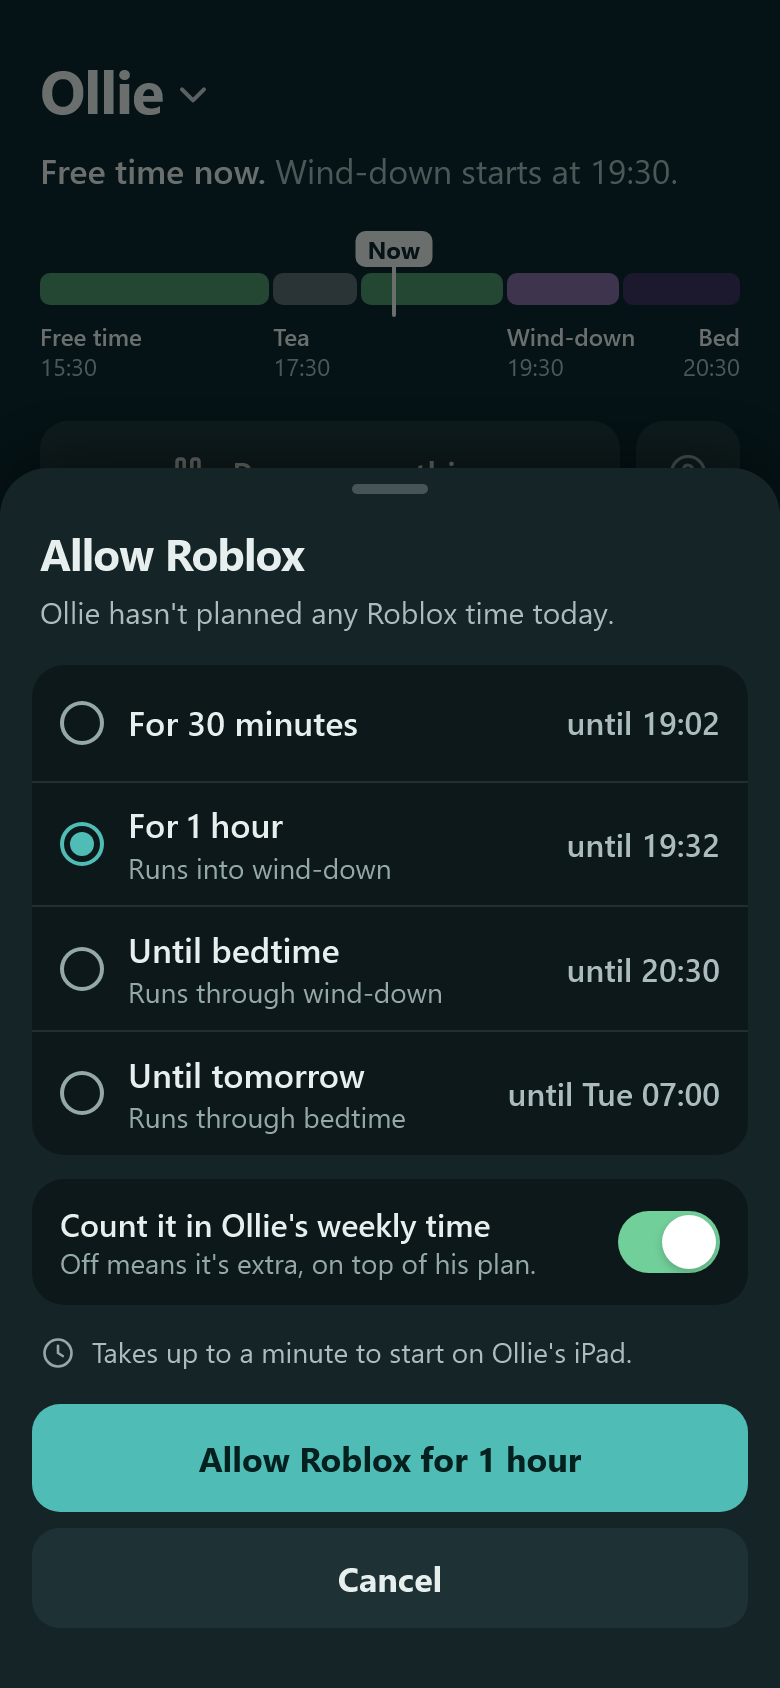 Ollie
Free time now. Wind-down starts at 19:30.
Now
Free time
Tea
Wind-down
Bed
15:30
17:30
19:30
20:30
Allow Roblox
Ollie hasn't planned any Roblox time today.
For 30 minutes
until 19:02
For 1 hour
Runs into wind-down
until 19:32
Until bedtime
Runs through wind-down
until 20:30
Until tomorrow
Runs through bedtime
until Tue 07:00
Count it in Ollie's weekly time
Off means it's extra, on top of his plan.
Takes up to a minute to start on Ollie's iPad.
Allow Roblox for 1 hour
Cancel